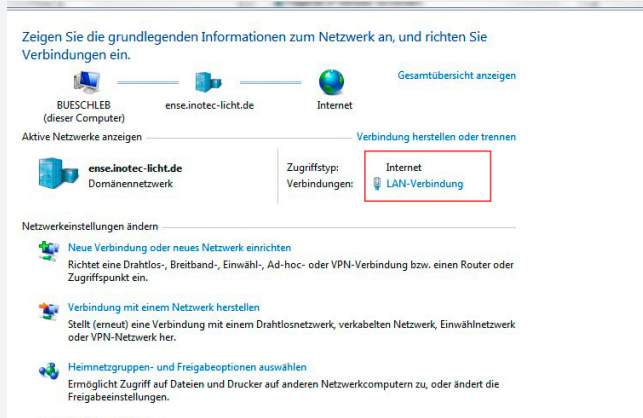 Zeigen Sie die grundlegenden Informationen zum Netzwerk an, und richten Sie
Verbindungen ein.
Gesamtübersicht anzeigen
BUESCHLEB ense.inotec-licht.de Internet
(dieser Computer)
Aktive Netzwerke anzeigen Verbindung herstellen oder trennen
ense.inotec-licht.de Zugriffstyp: Internet
Domänennetzwerk Verbindungen: LAN-Verbindung
Netzwerkeinstellungen ändern
Neue Verbindung oder neues Netzwerk einrichten
Richtet eine Drahtlos-, Breitband-, Einwähl-, Ad-hoc- oder VPN-Verbindung bzw. einen Router oder
Zugriffspunkt ein.
Verbindung mit einem Netzwerk herstellen
Stellt (erneut) eine Verbindung mit einem Drahtlosnetzwerk, verkabelten Netzwerk, Einwählnetzwerk
oder VPN-Netzwerk her.
Heimnetzgruppen- und Freigabeoptionen auswählen
Ermöglicht Zugriff auf Dateien und Drucker auf anderen Netzwerkcomputern zu, oder ändert die
Freigabeeinstellungen.